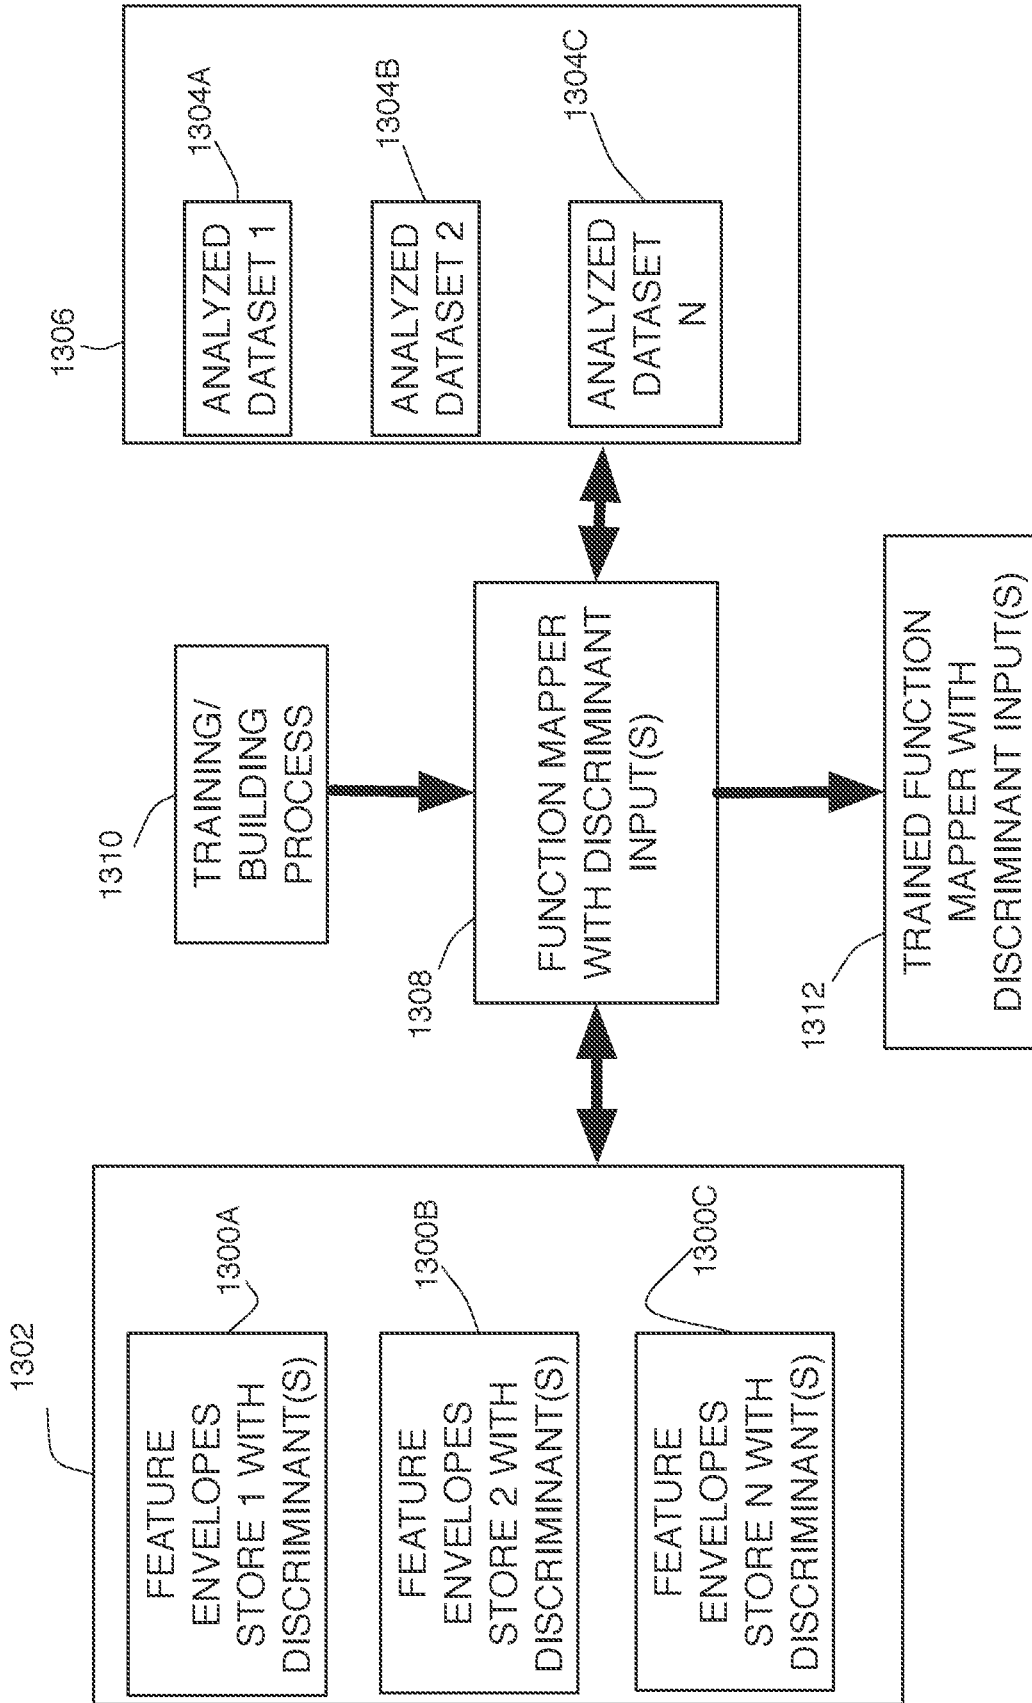 1302
FEATURE
ENVELOPES
STORE 1 WITH
DISCRIMINANT(S)
1300A
FEATURE
ENVELOPES
STORE 2 WITH
DISCRIMINANT(S)
1300B
FEATURE
ENVELOPES
STORE N WITH
DISCRIMINANT(S)
1300C
1310
TRAINING/
BUILDING
PROCESS
1308
FUNCTION MAPPER
WITH DISCRIMINANT
INPUT(S)
1312
TRAINED FUNCTION
MAPPER WITH
DISCRIMINANT INPUT(S)
1306
ANALYZED
DATASET 1
1304A
ANALYZED
DATASET 2
1304B
ANALYZED
DATASET
N
1304C